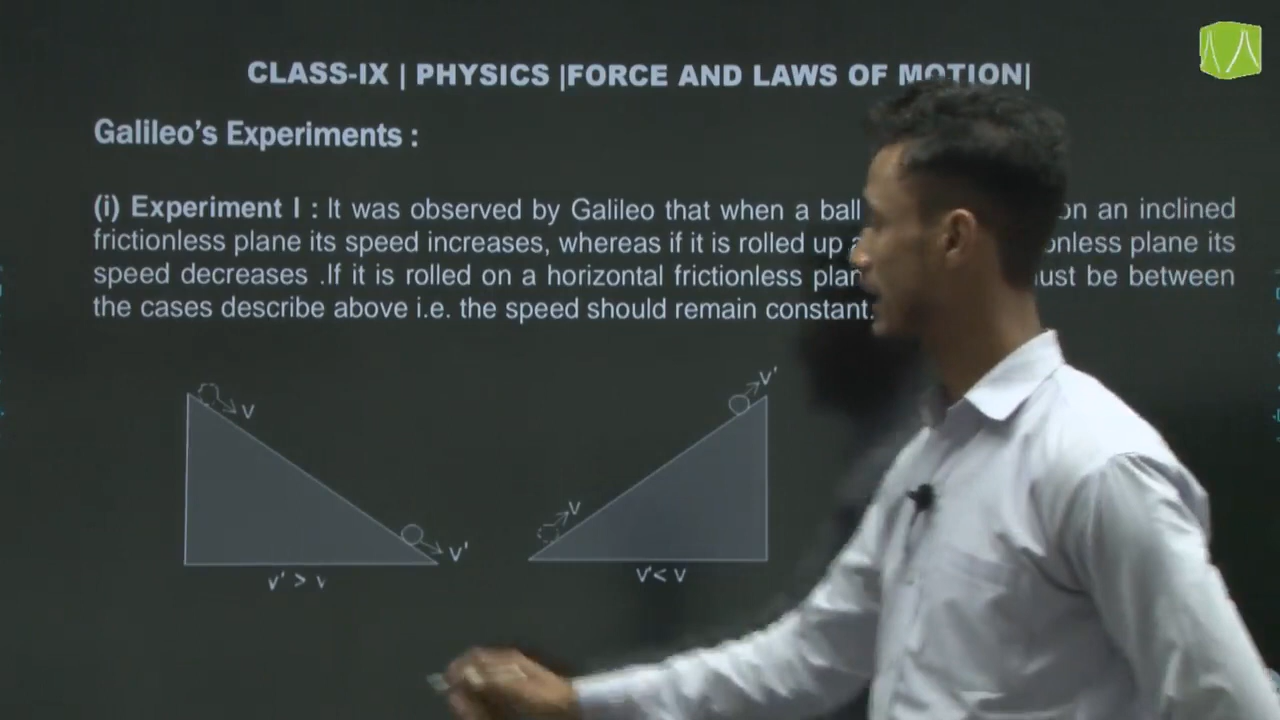 CLASS-IX | PHYSICS |FORCE AND LAWS OF MOTION|
Galileo's Experiments :
(i) Experiment I : It was observed by Galileo that when a ball on an inclined
frictionless plane its speed increases, whereas if it is rolled up plane its
speed decreases .If it is rolled on a horizontal frictionless be between
the cases describe above i.e. the speed should remain constant.
v'
v
v
v'
v' > v
v'< v